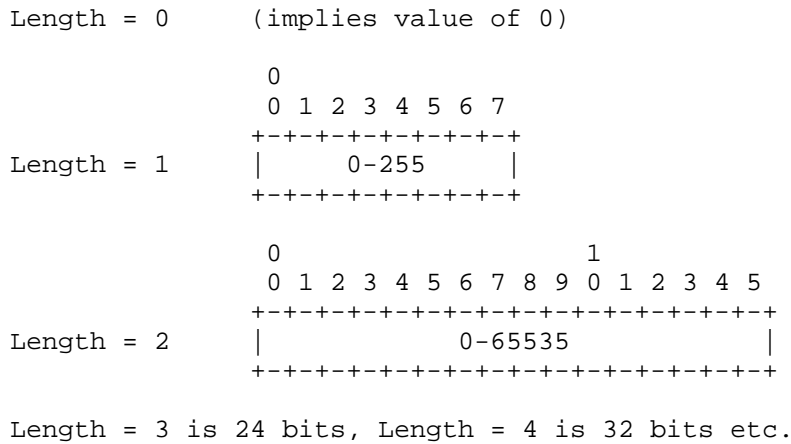 Length = 0     (implies value of 0)
                0
                0 1 2 3 4 5 6 7
               +-+-+-+-+-+-+-+-+
Length = 1     |     0-255     |
               +-+-+-+-+-+-+-+-+
                0                   1
                0 1 2 3 4 5 6 7 8 9 0 1 2 3 4 5
               +-+-+-+-+-+-+-+-+-+-+-+-+-+-+-+-+
Length = 2     |            0-65535            |
               +-+-+-+-+-+-+-+-+-+-+-+-+-+-+-+-+
Length = 3 is 24 bits, Length = 4 is 32 bits etc.